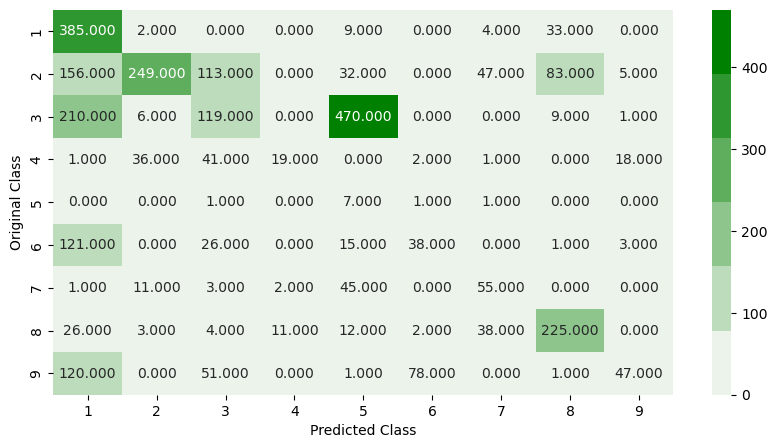 1 385.000 2.000 0.000 0.000 9.000 0.000 4.000 33.000 0.000
2 156.000 249.000 113.000 0.000 32.000 0.000 47.000 83.000 5.000
3 210.000 6.000 119.000 0.000 470.000 0.000 0.000 9.000 1.000
4 1.000 36.000 41.000 19.000 0.000 2.000 1.000 0.000 18.000
5 0.000 0.000 1.000 0.000 7.000 1.000 1.000 0.000 0.000
6 121.000 0.000 26.000 0.000 15.000 38.000 0.000 1.000 3.000
7 1.000 11.000 3.000 2.000 45.000 0.000 55.000 0.000 0.000
8 26.000 3.000 4.000 11.000 12.000 2.000 38.000 225.000 0.000
9 120.000 0.000 51.000 0.000 1.000 78.000 0.000 1.000 47.000
1 2 3 4 5 6 7 8 9
Predicted Class
Original Class
400
300
200
100
0